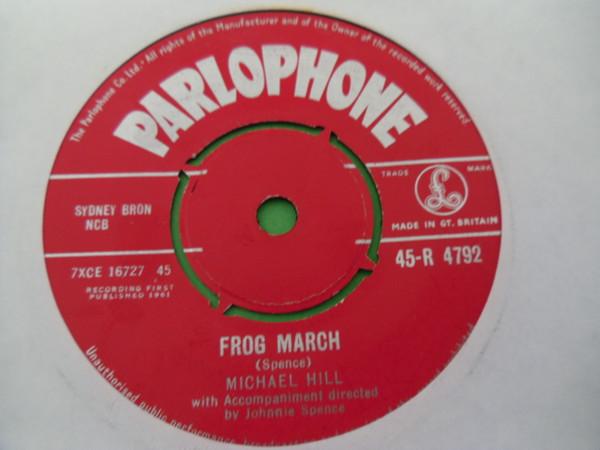 The Parlophone Co. Ltd. · All rights of the Manufacturer and of the Owner of the recorded work reserved.
PARLOPHONE
TRADE MARK
£
SYDNEY BRON
NCB
MADE IN GT. BRITAIN
7XCE 16727 45
45-R 4792
RECORDING FIRST
PUBLISHED 1961
FROG MARCH
(Spence)
MICHAEL HILL
with Accompaniment directed
by Johnnie Spence
Unauthorised public performance, broadcasting